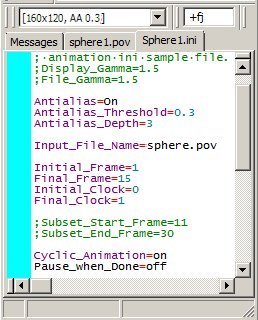 [160x120, AA 0.3]
+fj
Messages
sphere1.pov
Sphere1.ini
; animation ini sample file.
;Display_Gamma=1.5
;File_Gamma=1.5
Antialias=On
Antialias_Threshold=0.3
Antialias_Depth=3
Input_File_Name=sphere.pov
Initial_Frame=1
Final_Frame=15
Initial_Clock=0
Final_Clock=1
;Subset_Start_Frame=11
;Subset_End_Frame=30
Cyclic_Animation=on
Pause_when_Done=off